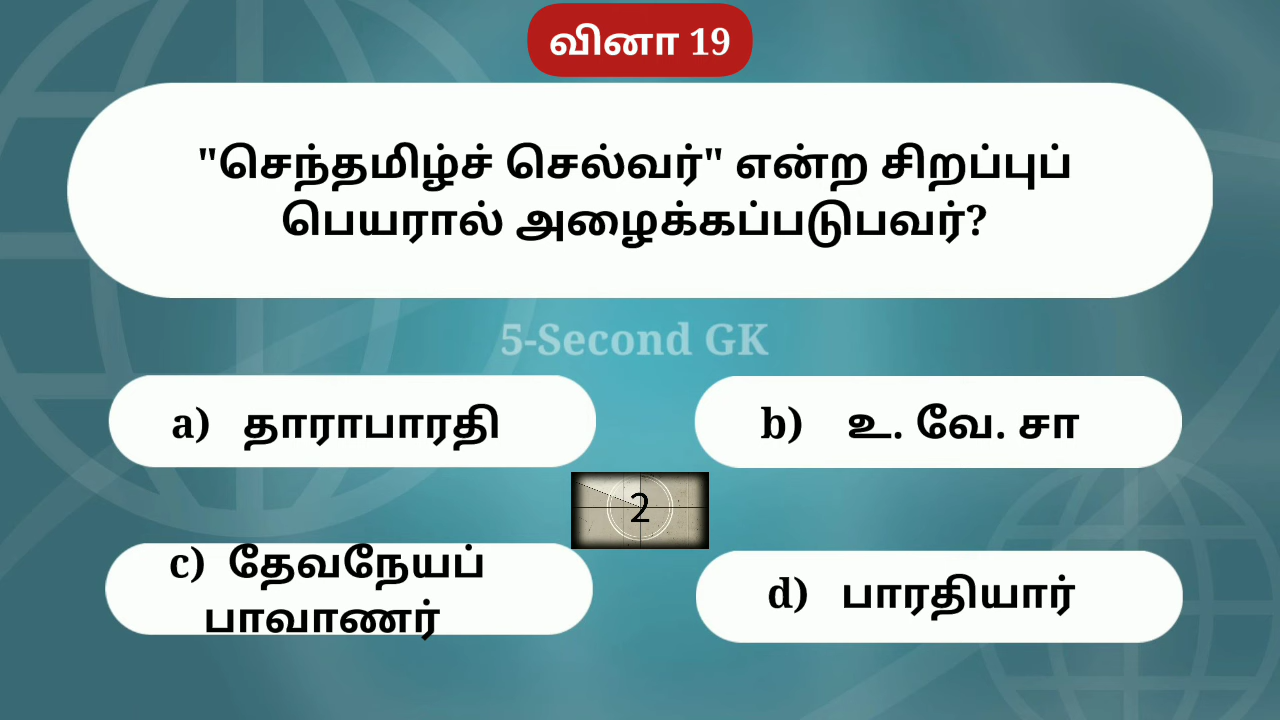 வினா 19
"செந்தமிழ்ச் செல்வர்" என்ற சிறப்புப்
பெயரால் அழைக்கப்படுபவர்?
5-Second GK
a) தாராபாரதி
b) உ. வே. சா
2
c) தேவநேயப்
பாவாணர்
d) பாரதியார்